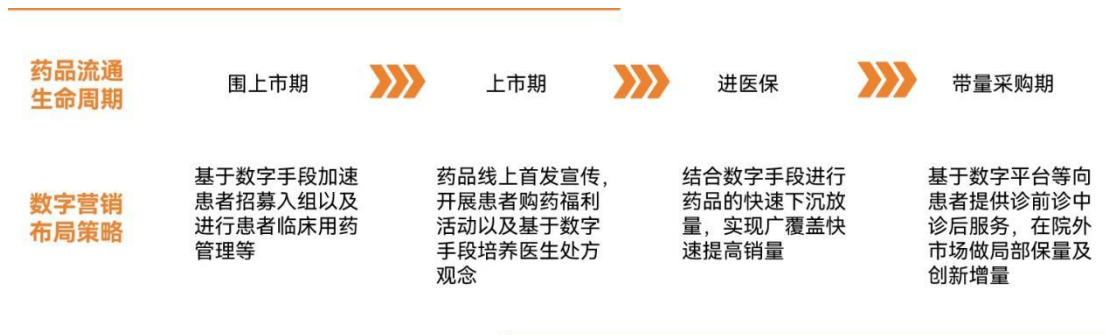 药品流通
生命周期
围上市期
上市期
进医保
带量采购期
数字营销
布局策略
基于数字手段加速
患者招募入组以及
进行患者临床用药
管理等
药品线上首发宣传，
开展患者购药福利
活动以及基于数字
手段培养医生处方
观念
结合数字手段进行
药品的快速下沉放
量，实现广覆盖快
速提高销量
基于数字平台等向
患者提供诊前诊中
诊后服务，在院外
市场做局部保量及
创新增量